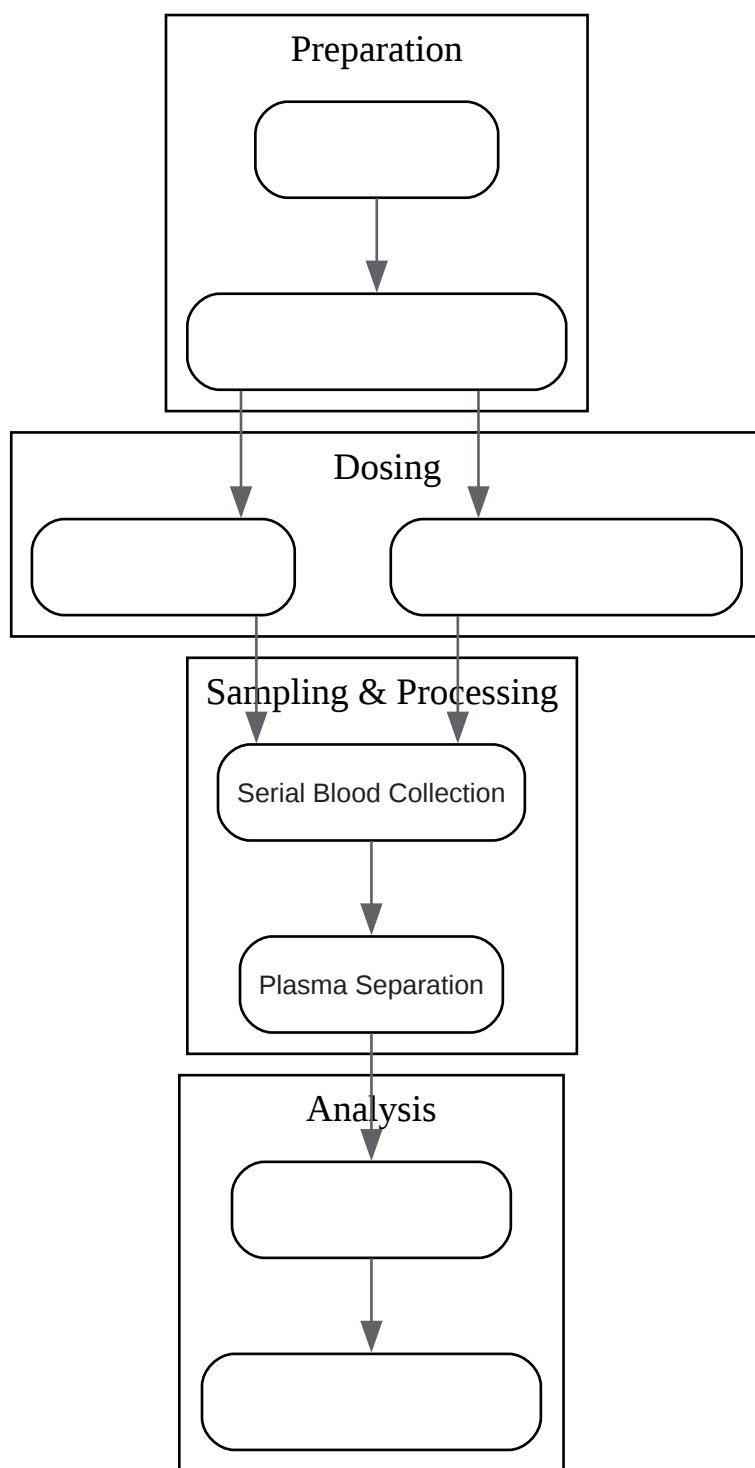 Preparation
Dosing
Sampling & Processing
Serial Blood Collection
Plasma Separation
Analysis